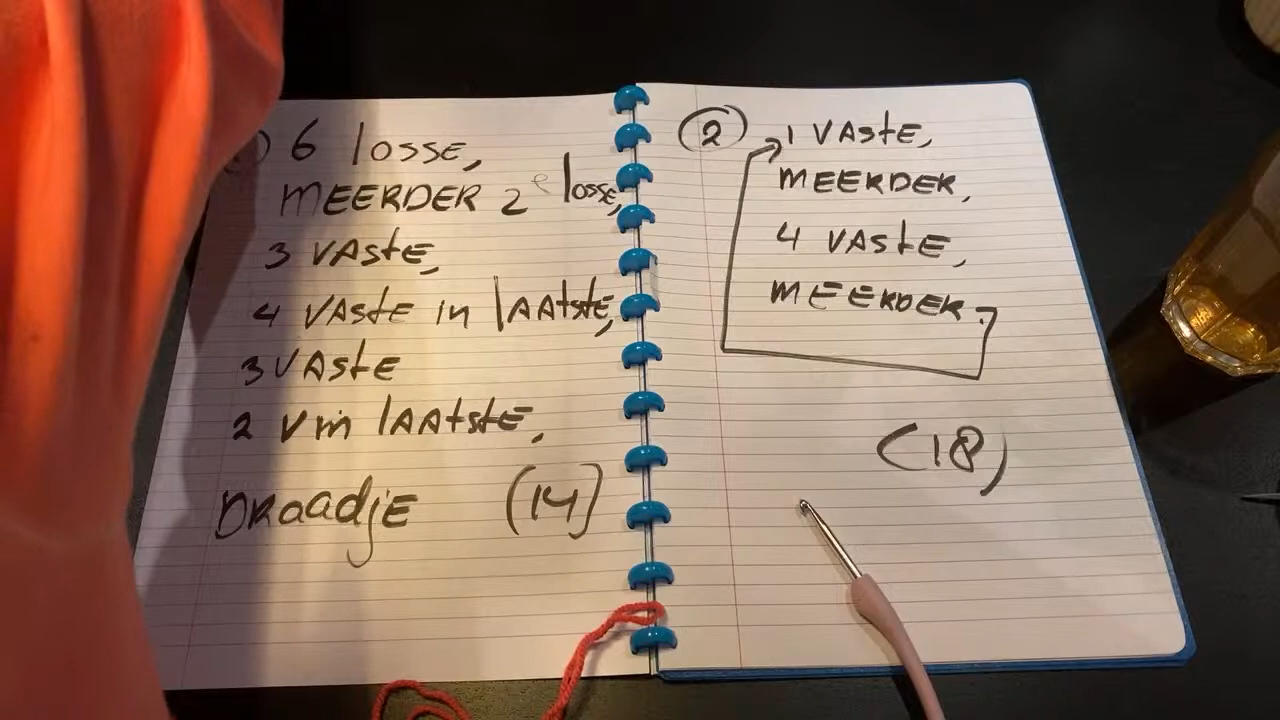 6 losse,
MEERDER 2e losse,
3 VAStE,
4 VAStE in lAAtstE,
3 VAStE
2 V in lAAtstE,
DRaadjE (14)
(2) 1 VAStE,
MEERDER,
4 VAStE,
MEERDER.
(18)